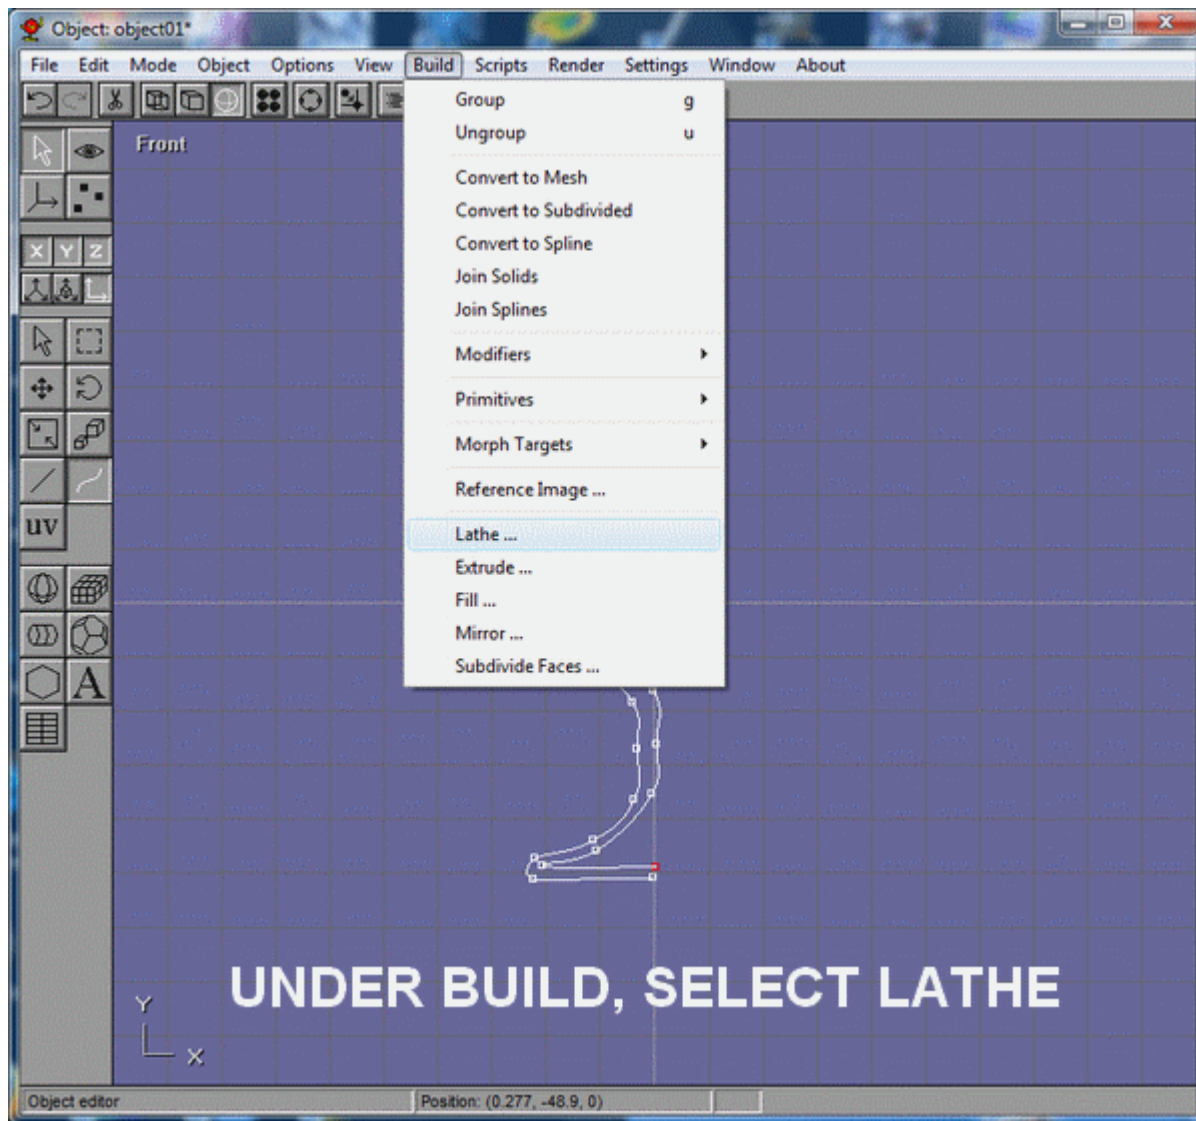 Object: object01*
File Edit Mode Object Options View Build Scripts Render Settings Window About
Group g
Ungroup u
Convert to Mesh
Convert to Subdivided
Convert to Spline
Join Solids
Join Splines
Modifiers
Primitives
Morph Targets
Reference Image ...
Lathe ...
Extrude ...
Fill ...
Mirror ...
Subdivide Faces ...
Front
X Y Z
uv
A
UNDER BUILD, SELECT LATHE
Y
X
Object editor Position: (0.277, -48.9, 0)